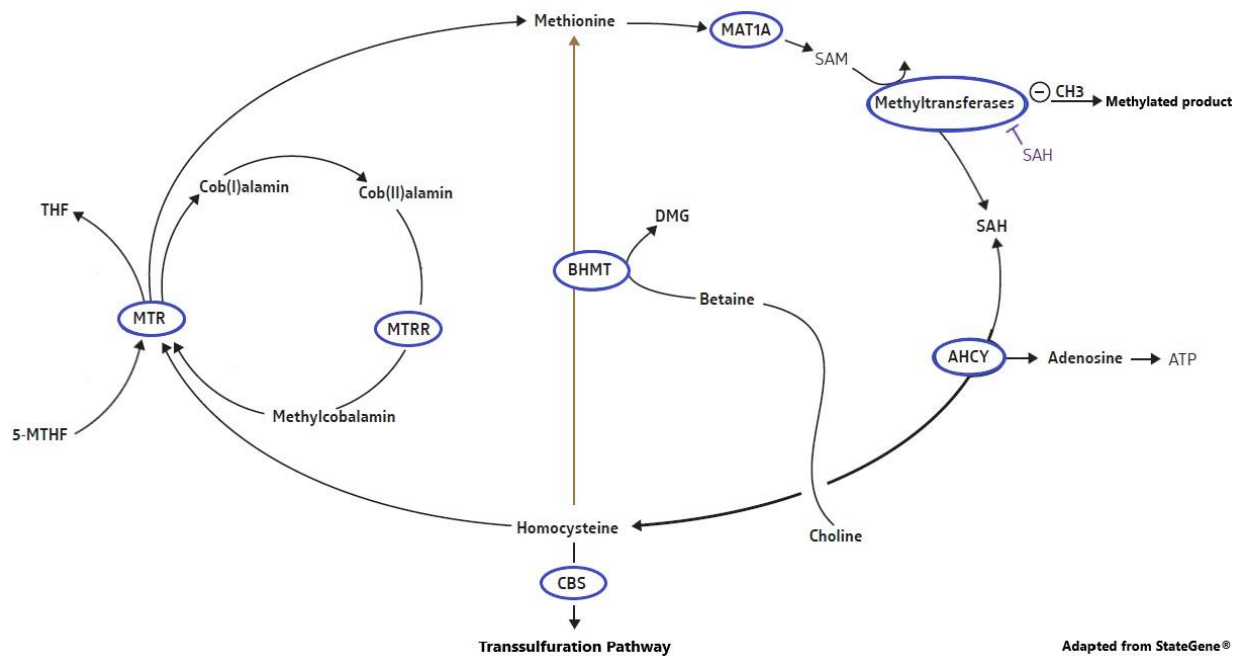 Methionine
MAT1A
SAM
Methyltransferases
− CH3
Methylated product
SAH
Cob(I)alamin
Cob(II)alamin
THF
DMG
SAH
BHMT
Betaine
MTR
MTRR
AHCY
Adenosine
ATP
Methylcobalamin
5-MTHF
Homocysteine
Choline
CBS
Transsulfuration Pathway
Adapted from StateGene®